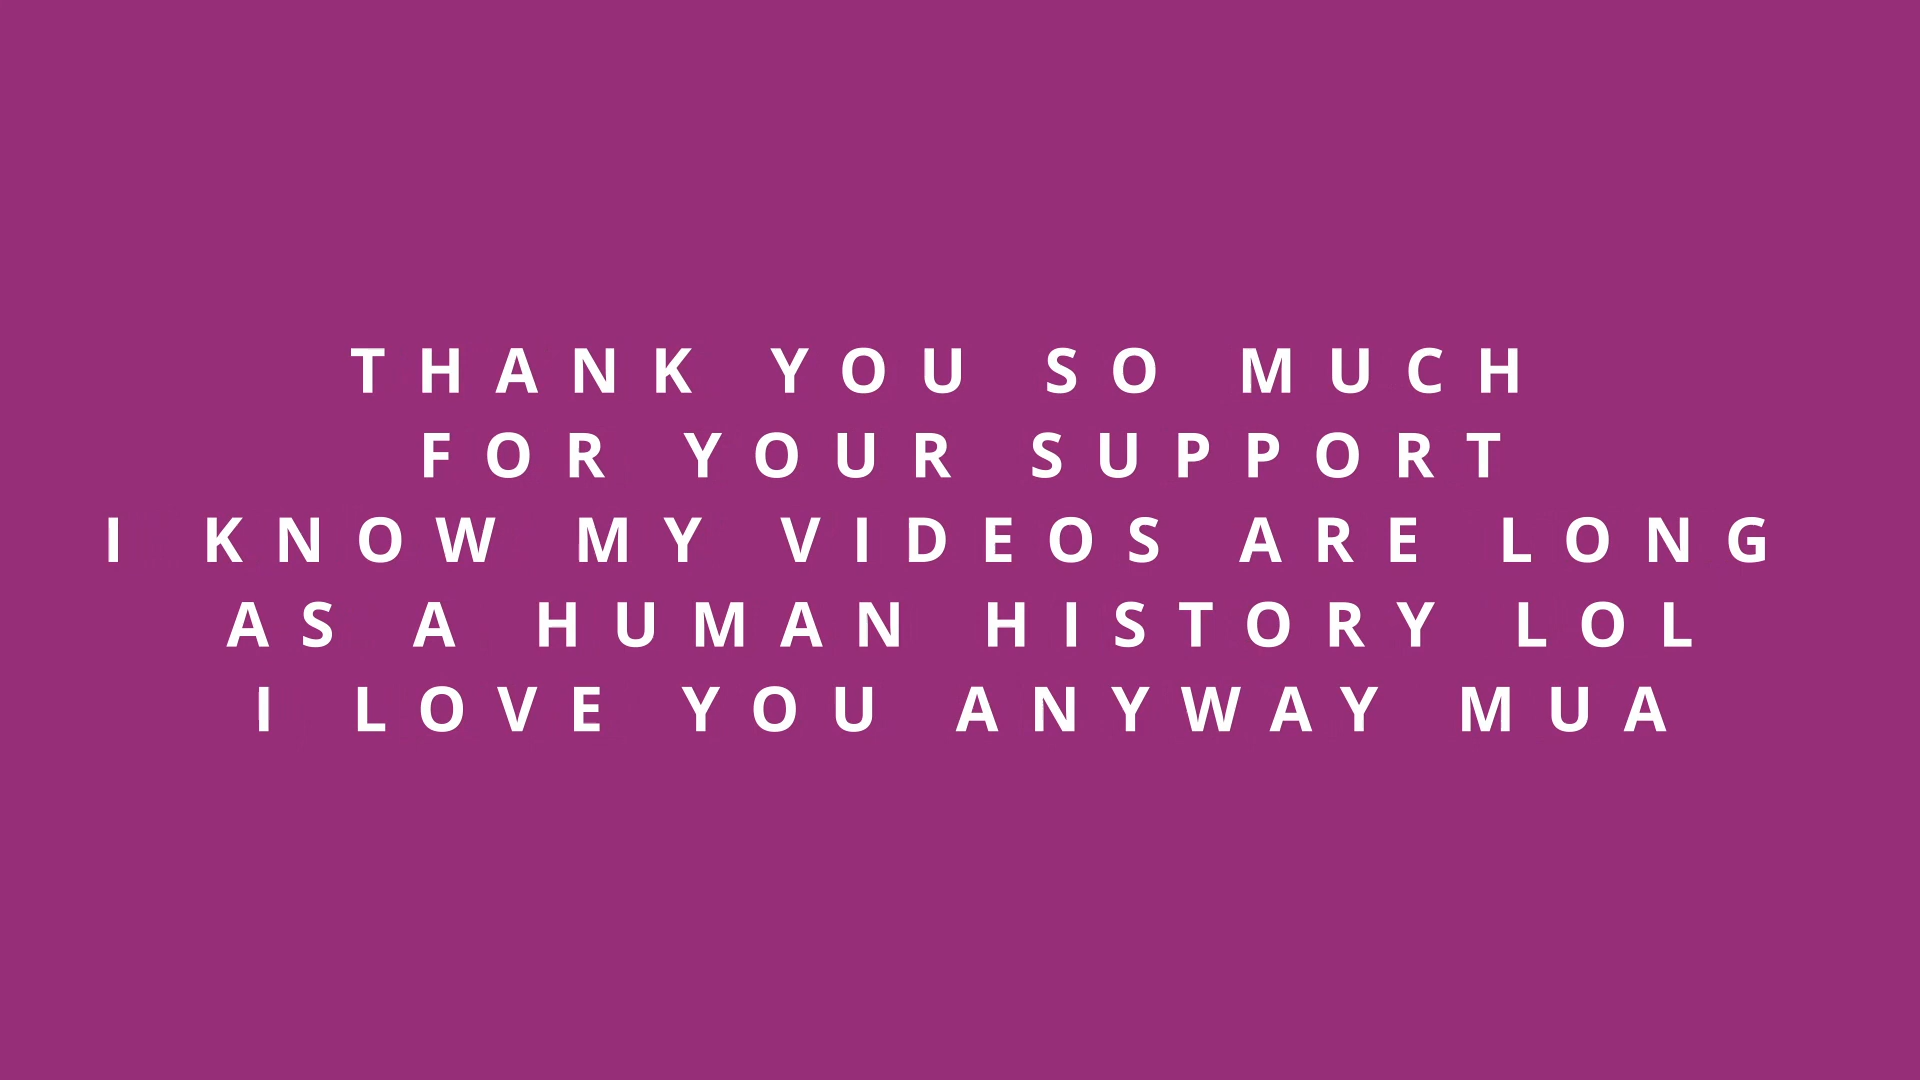 THANK YOU SO MUCH
FOR YOUR SUPPORT
I KNOW MY VIDEOS ARE LONG
AS A HUMAN HISTORY LOL
I LOVE YOU ANYWAY MUA